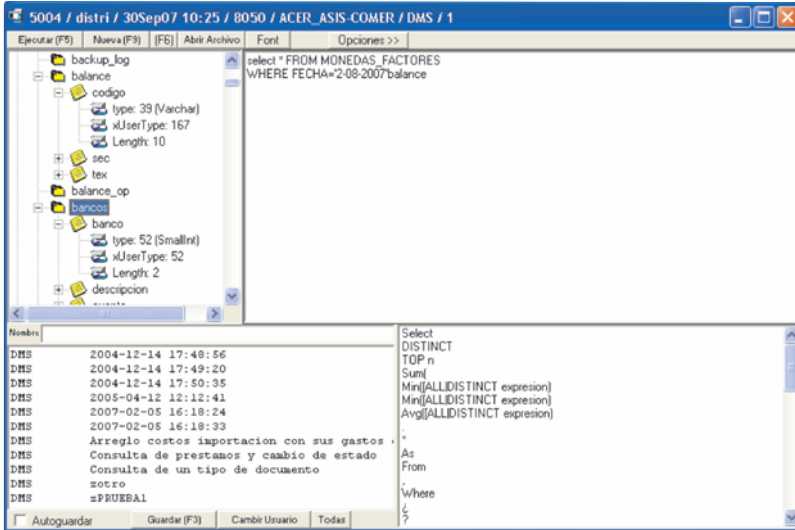 5004 / distri / 30Sep07 10:25 / 8050 / ACER_ASIS-COMER / DMS / 1
Ejecutar (F5) Nueva (F9) (F6) Abrir Archivo Font Opciones >>
backup_log
balance
codigo
type: 39 (Varchar)
xUserType: 167
Length: 10
sec
tex
balance_op
bancos
banco
type: 52 (SmallInt)
xUserType: 52
Length: 2
descripcion
select * FROM MONEDAS_FACTORES
WHERE FECHA='2-08-2007'balance
Nombre
DMS 2004-12-14 17:48:56
DMS 2004-12-14 17:49:20
DMS 2004-12-14 17:50:35
DMS 2005-04-12 12:12:41
DMS 2007-02-05 16:18:24
DMS 2007-02-05 16:18:33
DMS Arreglo costos importacion con sus gastos
DMS Consulta de prestamos y cambio de estado
DMS Consulta de un tipo de documento
DMS zotro
DMS zPRUEBA1
Autoguardar Guardar (F3) Cambir Usuario Todas
Select
DISTINCT
TOP n
Sum(
Min([ALL|DISTINCT expresion)
Min([ALL|DISTINCT expresion)
Avg([ALL|DISTINCT expresion)
.
*
As
From
,
Where
¿
?